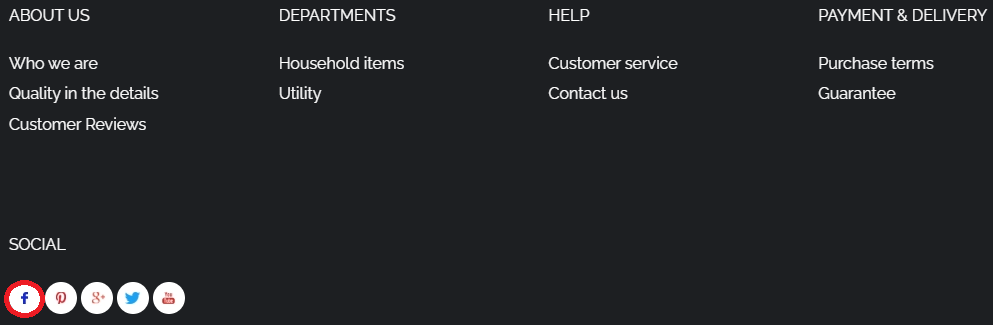 ABOUT US
Who we are
Quality in the details
Customer Reviews
DEPARTMENTS
Household items
Utility
HELP
Customer service
Contact us
PAYMENT & DELIVERY
Purchase terms
Guarantee
SOCIAL
f
g+
You Tube